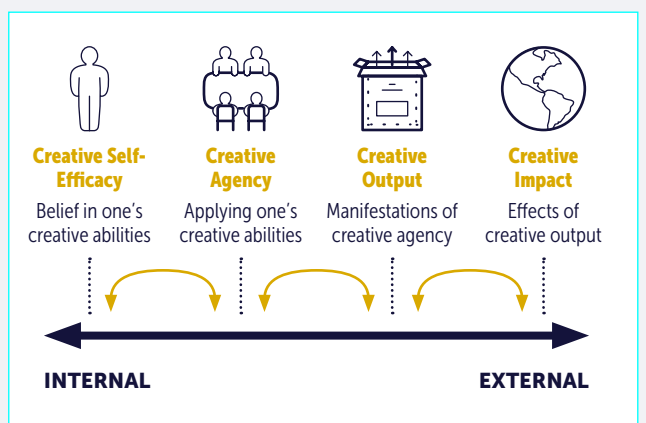 Creative Self-
Efficacy
Belief in one's
creative abilities
Creative
Agency
Applying one's
creative abilities
Creative
Output
Manifestations of
creative agency
Creative
Impact
Effects of
creative output
INTERNAL
EXTERNAL